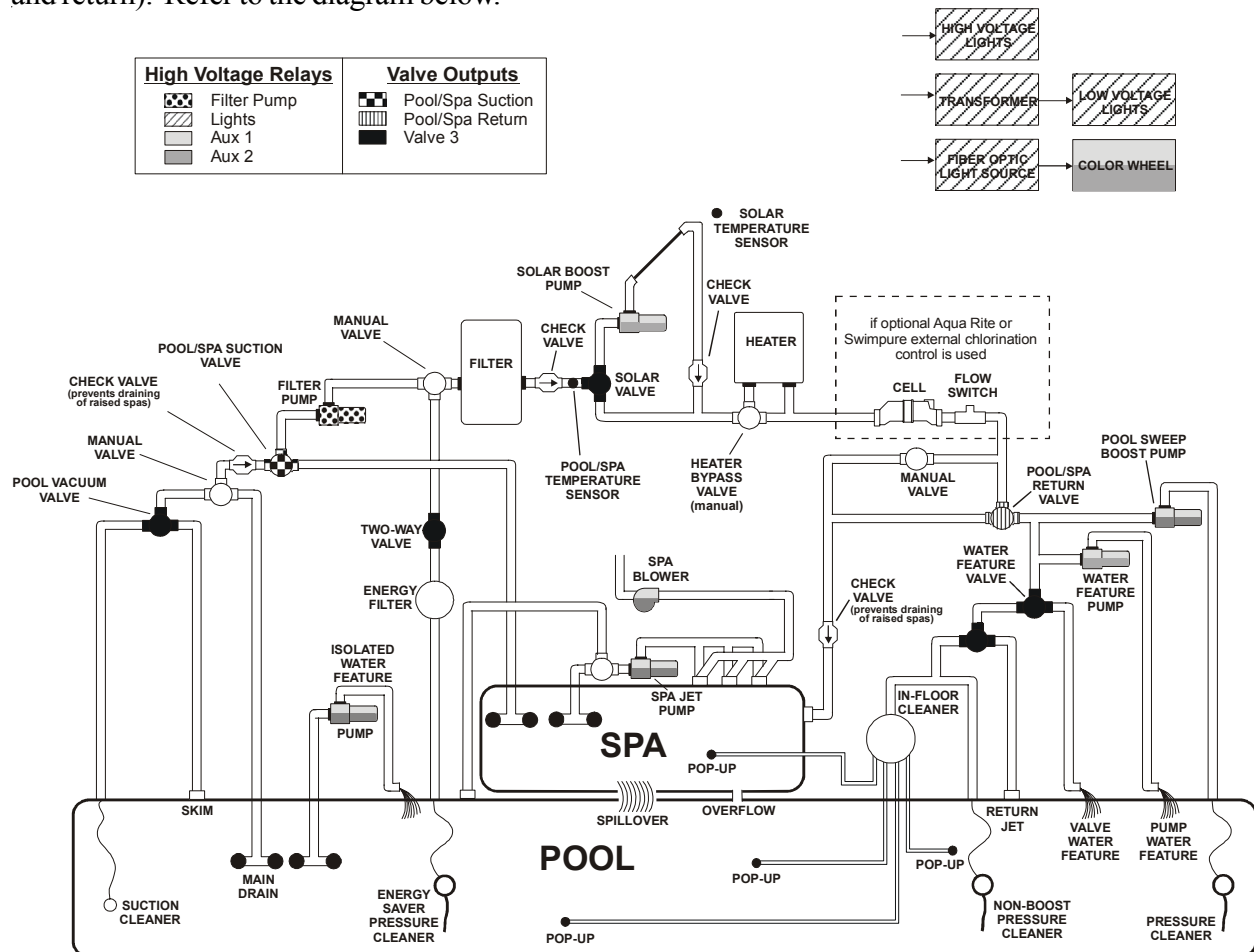 and return).  Refer to the diagram below.
HIGH VOLTAGE
LIGHTS
TRANSFORMER
LOW VOLTAGE
LIGHTS
FIBER OPTIC
LIGHT SOURCE
COLOR WHEEL
High Voltage Relays
Filter Pump
Lights
Aux 1
Aux 2
Valve Outputs
Pool/Spa Suction
Pool/Spa Return
Valve 3
SOLAR
TEMPERATURE
SENSOR
SOLAR BOOST
PUMP
CHECK
VALVE
MANUAL
VALVE
FILTER
CHECK
VALVE
HEATER
if optional Aqua Rite or
Swimpure external chlorination
control is used
CELL
FLOW
SWITCH
POOL/SPA SUCTION
VALVE
FILTER
PUMP
SOLAR
VALVE
CHECK VALVE
(prevents draining
of raised spas)
MANUAL
VALVE
POOL VACUUM
VALVE
POOL/SPA
TEMPERATURE
SENSOR
HEATER
BYPASS
VALVE
(manual)
MANUAL
VALVE
POOL/SPA
RETURN
VALVE
POOL SWEEP
BOOST PUMP
TWO-WAY
VALVE
ENERGY
FILTER
SPA
BLOWER
CHECK
VALVE
(prevents draining
of raised spas)
WATER
FEATURE
VALVE
WATER
FEATURE
PUMP
ISOLATED
WATER
FEATURE
PUMP
SPA JET
PUMP
IN-FLOOR
CLEANER
SPA
POP-UP
SKIM
SPILLOVER
OVERFLOW
RETURN
JET
VALVE
WATER
FEATURE
PUMP
WATER
FEATURE
POOL
MAIN
DRAIN
POP-UP
POP-UP
SUCTION
CLEANER
ENERGY
SAVER
PRESSURE
CLEANER
POP-UP
NON-BOOST
PRESSURE
CLEANER
PRESSURE
CLEANER